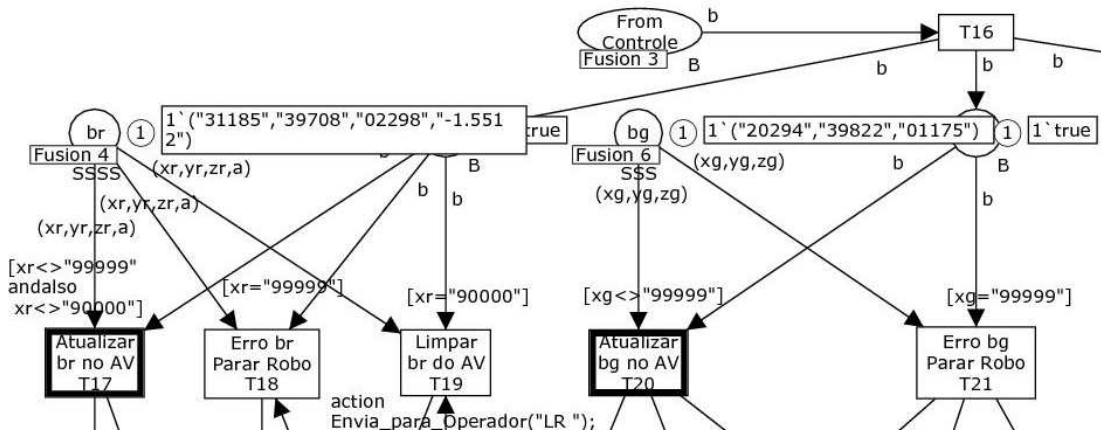 From
Controle
Fusion 3
B
b
T16
b
b
b
br
1
1`("31185","39708","02298","-1.551
2")
true
Fusion 4
SSSS
(xr,yr,zr,a)
(xr,yr,zr,a)
(xr,yr,zr,a)
b
B
b
b
bg
1
1`("20294","39822","01175")
1
1`true
Fusion 6
SSS
(xg,yg,zg)
(xg,yg,zg)
b
B
b
[xr<>"99999"
andalso
xr<>"90000"]
[xr="99999"]
[xr="90000"]
[xg<>"99999"]
[xg="99999"]
Atualizar
br no AV
T17
Erro br
Parar Robo
T18
Limpar
br do AV
T19
Atualizar
bg no AV
T20
Erro bg
Parar Robo
T21
action
Envia_para_Operador("LR ");